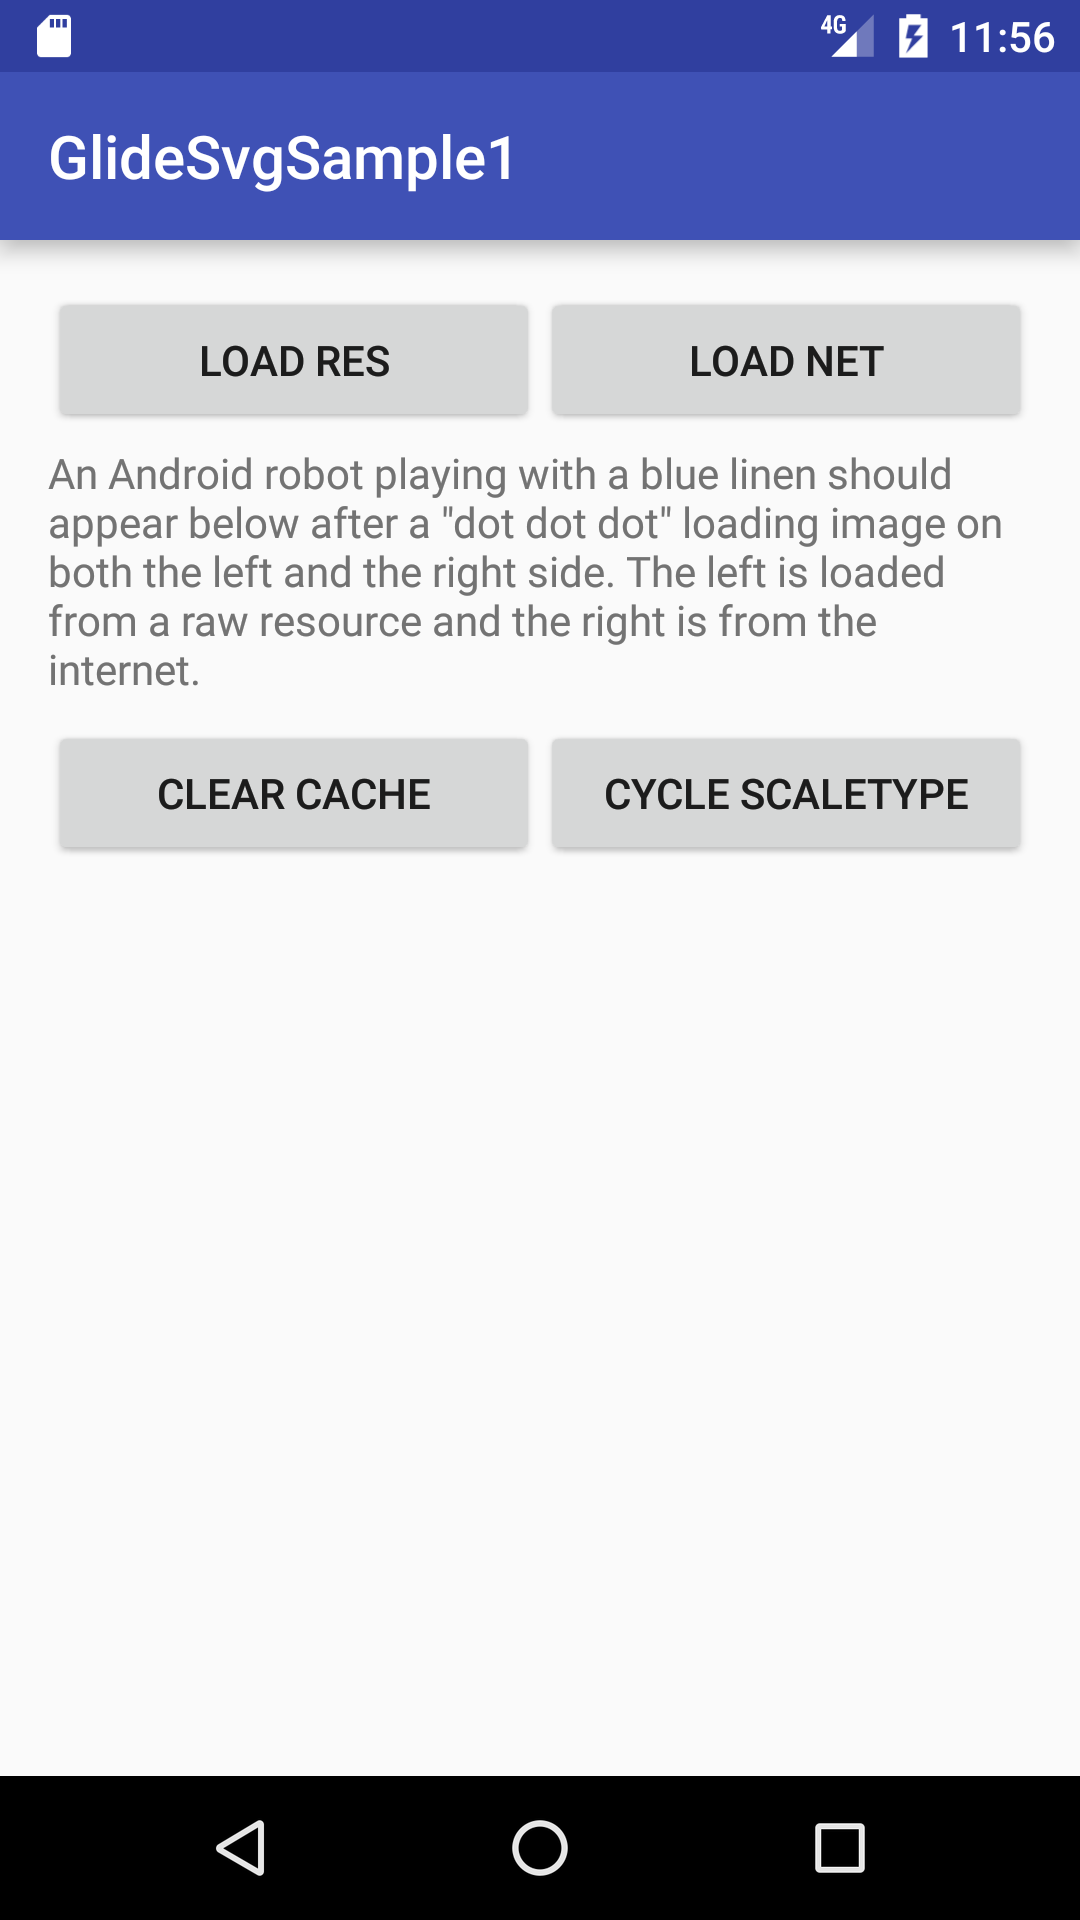 4G 11:56
GlideSvgSample1
LOAD RES LOAD NET
An Android robot playing with a blue linen should
appear below after a "dot dot dot" loading image on
both the left and the right side. The left is loaded
from a raw resource and the right is from the
internet.
CLEAR CACHE CYCLE SCALETYPE